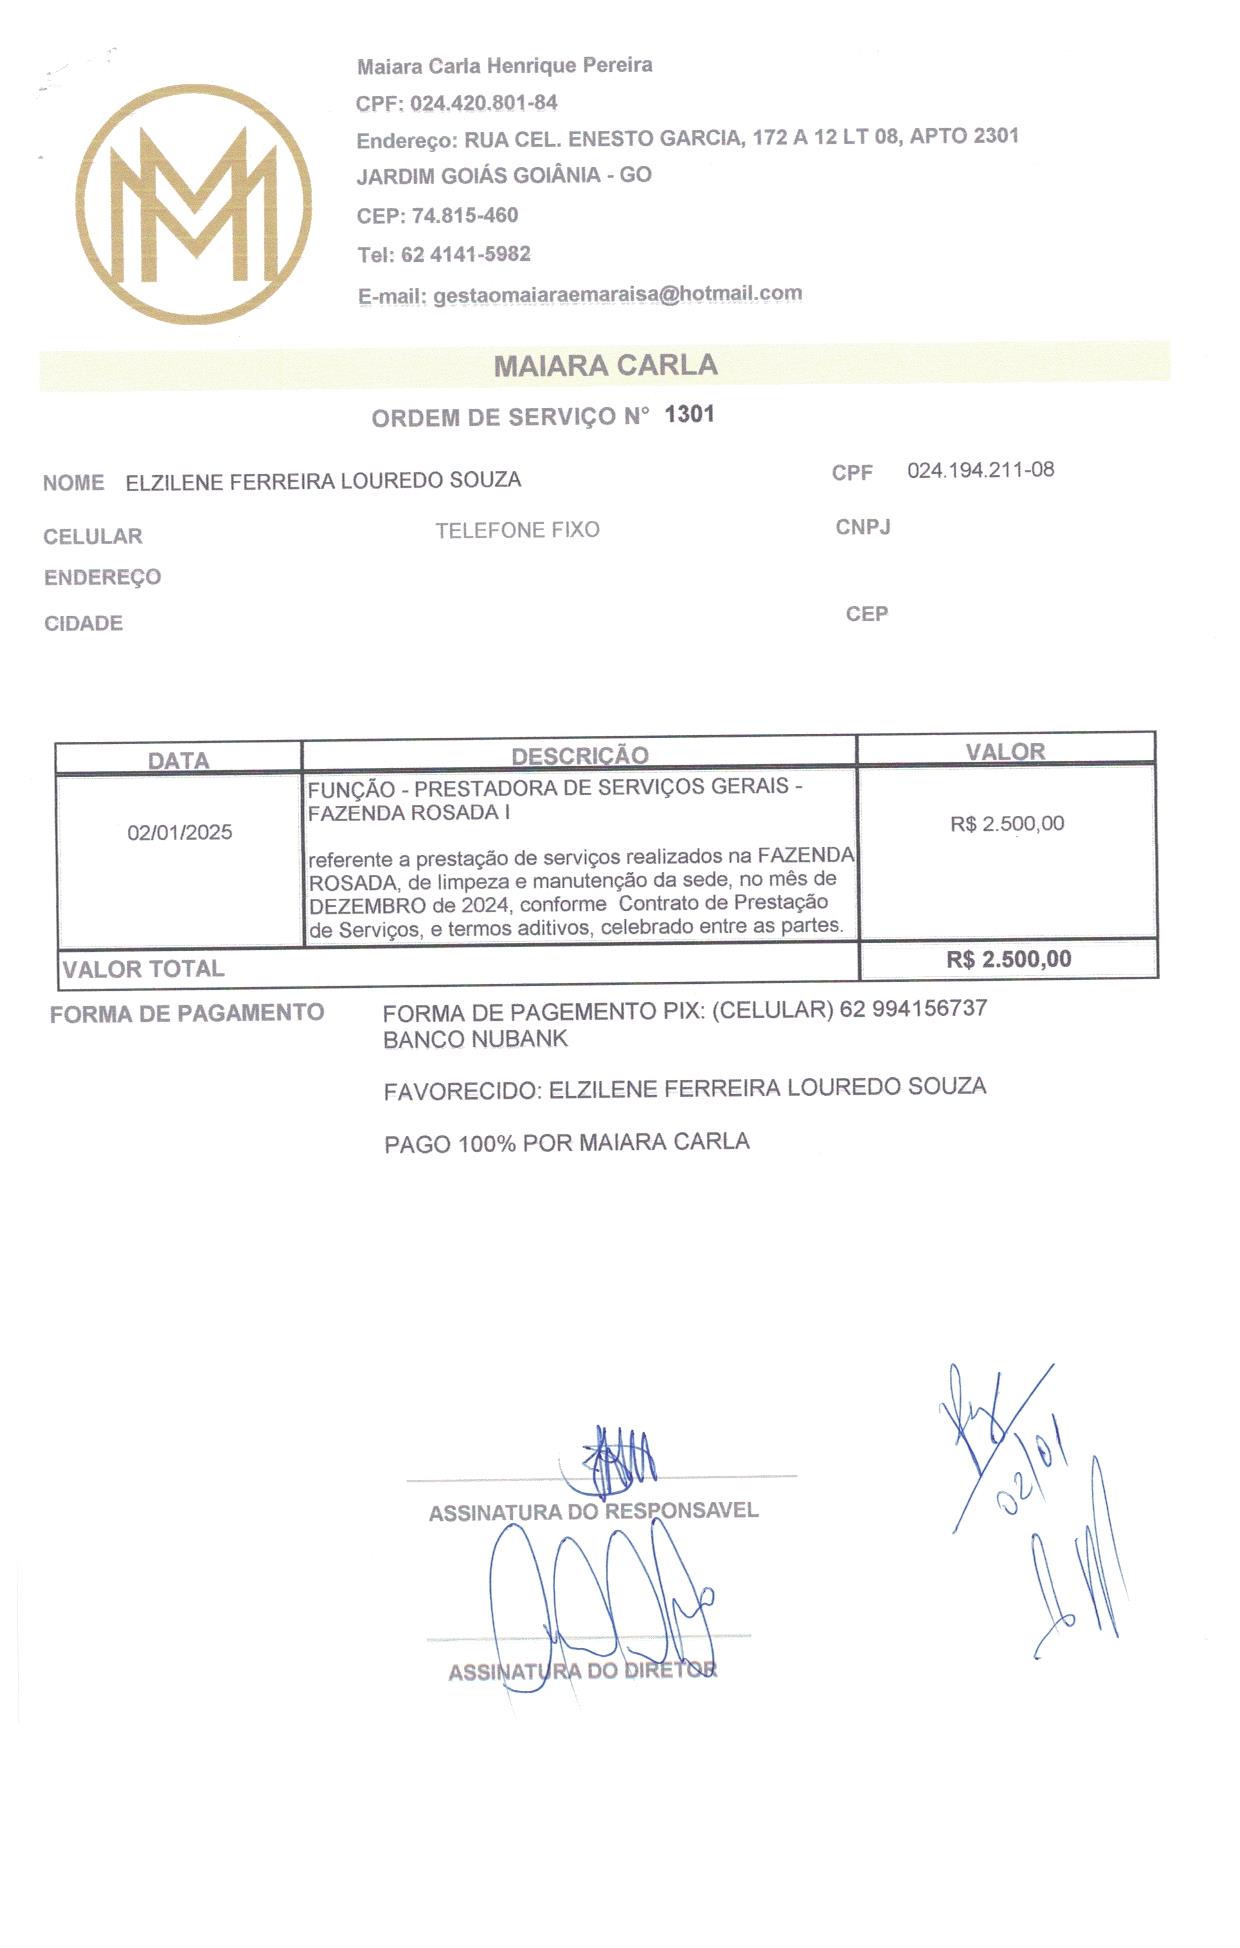 Maiara Carla Henrique Pereira
CPF: 024.420.801-84
Endereço: RUA CEL. ENESTO GARCIA, 172 A 12 LT 08, APTO 2301
JARDIM GOIÁS GOIÂNIA - GO
CEP: 74.815-460
Tel: 62 4141-5982
E-mail: gestaomaiaraemaraisa@hotmail.com
MAIARA CARLA
ORDEM DE SERVIÇO N° 1301
NOME ELZILENE FERREIRA LOUREDO SOUZA CPF 024.194.211-08
CELULAR TELEFONE FIXO CNPJ
ENDEREÇO
CIDADE CEP
DATA DESCRIÇÃO VALOR
FUNÇÃO - PRESTADORA DE SERVIÇOS GERAIS -
FAZENDA ROSADA I
02/01/2025 R$ 2.500,00
referente a prestação de serviços realizados na FAZENDA
ROSADA, de limpeza e manutenção da sede, no mês de
DEZEMBRO de 2024, conforme Contrato de Prestação
de Serviços, e termos aditivos, celebrado entre as partes.
VALOR TOTAL R$ 2.500,00
FORMA DE PAGAMENTO FORMA DE PAGEMENTO PIX: (CELULAR) 62 994156737
BANCO NUBANK
FAVORECIDO: ELZILENE FERREIRA LOUREDO SOUZA
PAGO 100% POR MAIARA CARLA
02/01
ASSINATURA DO RESPONSAVEL
ASSINATURA DO DIRETOR